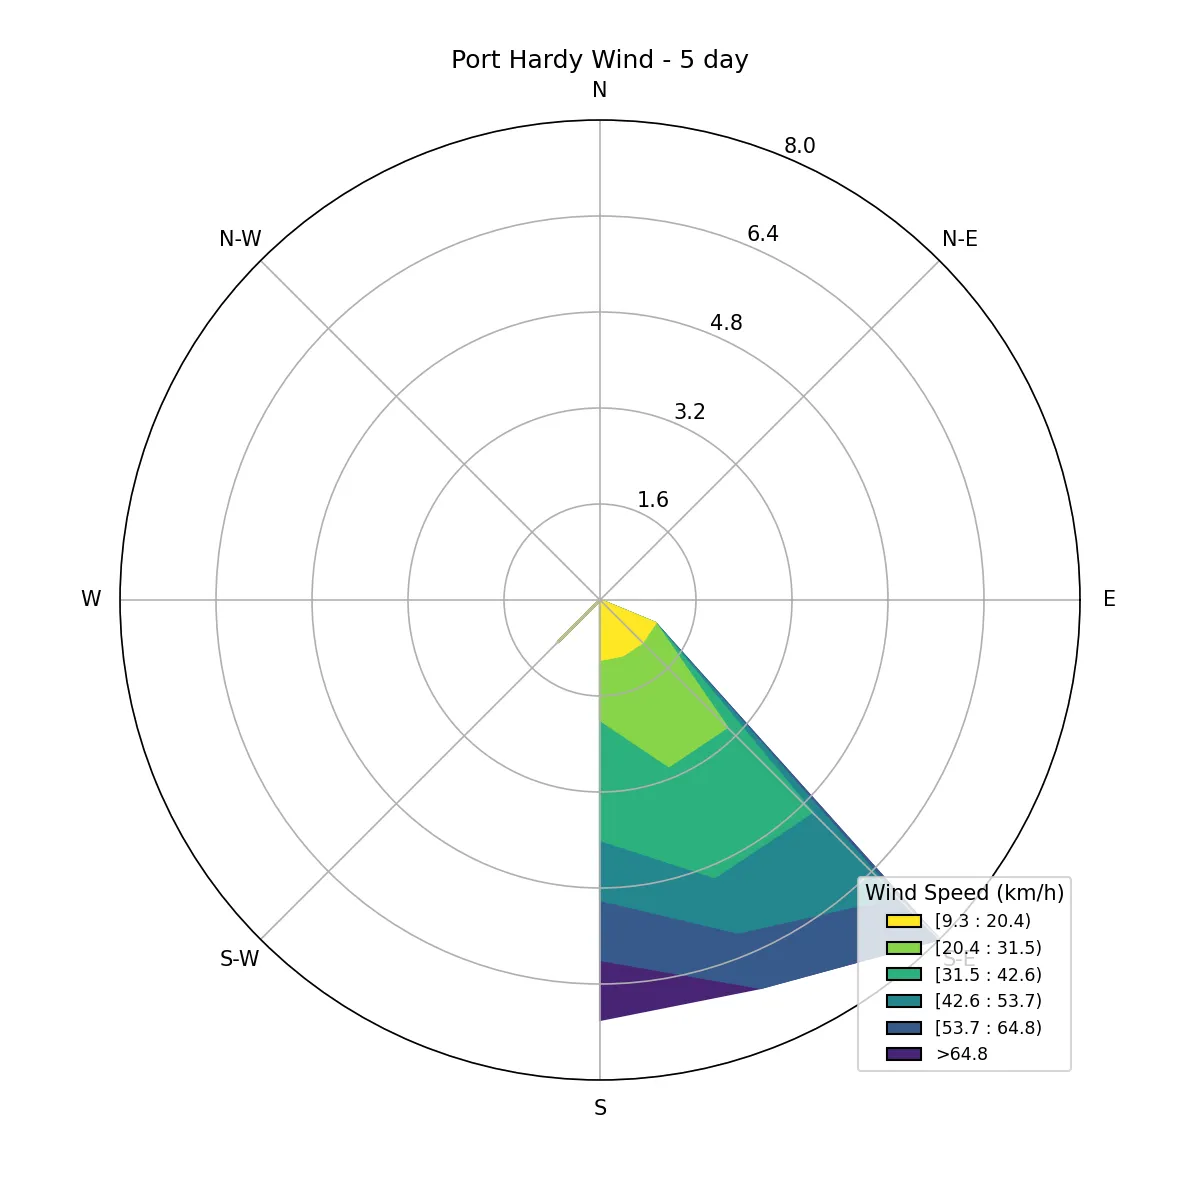 Port Hardy Wind - 5 day
N
8.0
N-W
N-E
6.4
4.8
3.2
1.6
W
E
Wind Speed (km/h)
[9.3 : 20.4)
[20.4 : 31.5)
[31.5 : 42.6)
[42.6 : 53.7)
[53.7 : 64.8)
>64.8
S-W
S-E
S